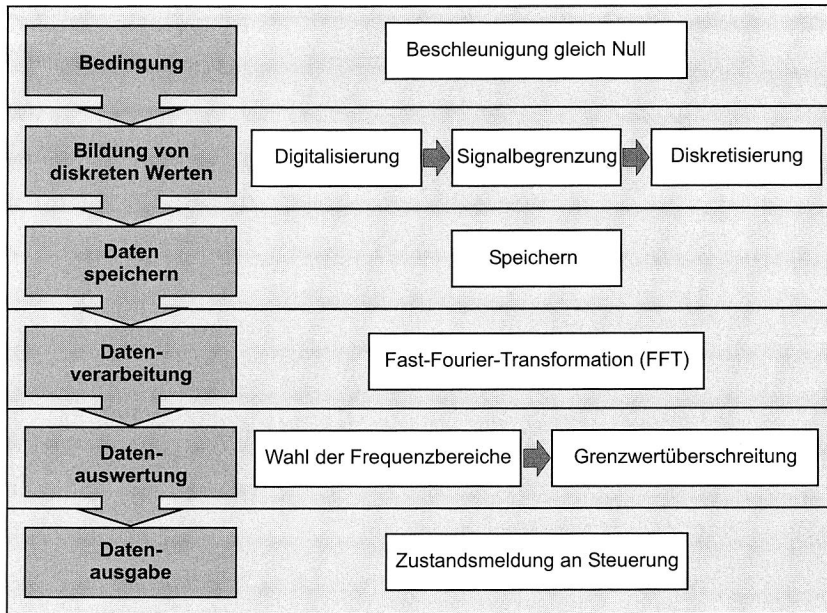 Bedingung
Beschleunigung gleich Null
Bildung von
diskreten Werten
Digitalisierung
Signalbegrenzung
Diskretisierung
Daten
speichern
Speichern
Daten-
verarbeitung
Fast-Fourier-Transformation (FFT)
Daten-
auswertung
Wahl der Frequenzbereiche
Grenzwertüberschreitung
Daten-
ausgabe
Zustandsmeldung an Steuerung